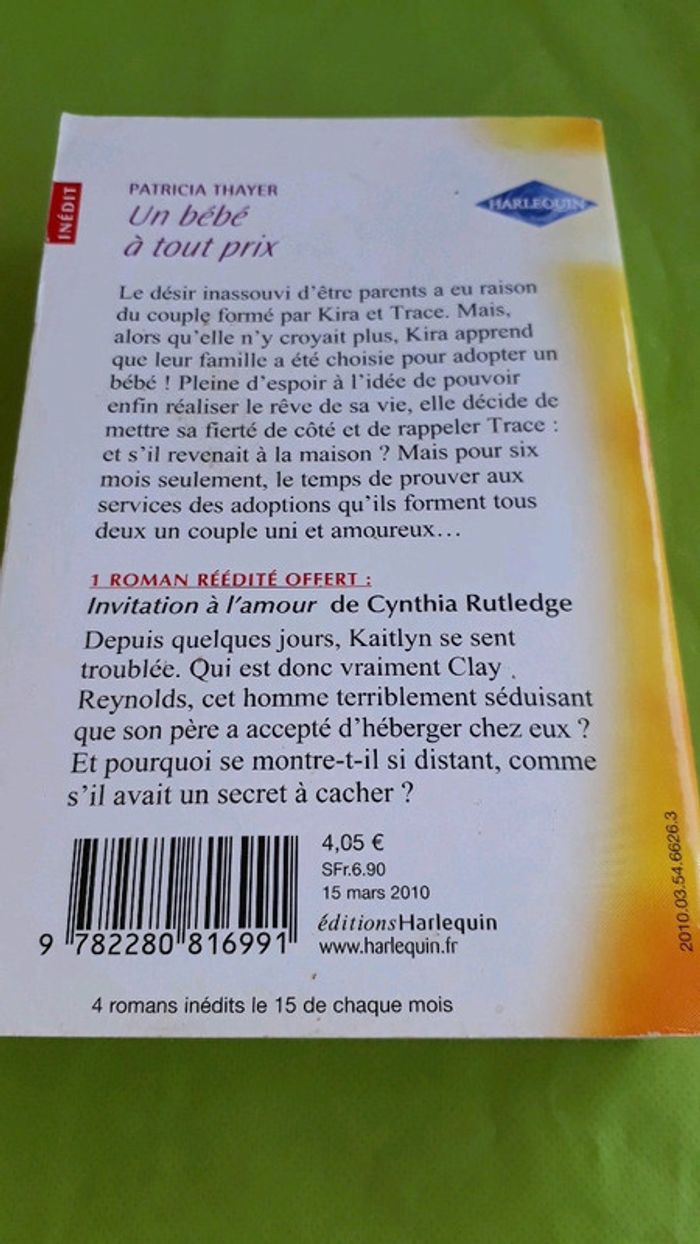 INÉDIT
PATRICIA THAYER
HARLEQUIN
Un bébé
à tout prix
Le désir inassouvi d'être parents a eu raison
du couple formé par Kira et Trace. Mais,
alors qu'elle n'y croyait plus, Kira apprend
que leur famille a été choisie pour adopter un
bébé ! Pleine d'espoir à l'idée de pouvoir
enfin réaliser le rêve de sa vie, elle décide de
mettre sa fierté de côté et de rappeler Trace :
et s'il revenait à la maison ? Mais pour six
mois seulement, le temps de prouver aux
services des adoptions qu'ils forment tous
deux un couple uni et amoureux...
1 ROMAN RÉÉDITÉ OFFERT :
Invitation à l'amour de Cynthia Rutledge
Depuis quelques jours, Kaitlyn se sent
troublée. Qui est donc vraiment Clay
Reynolds, cet homme terriblement séduisant
que son père a accepté d'héberger chez eux ?
Et pourquoi se montre-t-il si distant, comme
s'il avait un secret à cacher ?
4,05 €
SFr.6.90
15 mars 2010
éditionsHarlequin
www.harlequin.fr
9 782280 816991
2010.03.54.6626.3
4 romans inédits le 15 de chaque mois